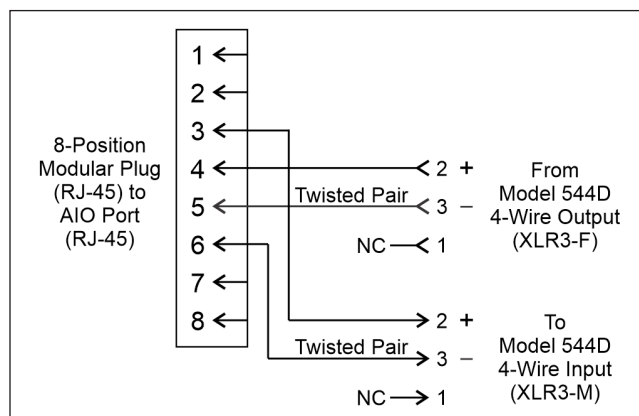 1
2
3
4
5
6
7
8
8-Position
Modular Plug
(RJ-45) to
AIO Port
(RJ-45)
2 +
Twisted Pair
3 –
NC
1
From
Model 544D
4-Wire Output
(XLR3-F)
2 +
Twisted Pair
3 –
NC
1
To
Model 544D
4-Wire Input
(XLR3-M)